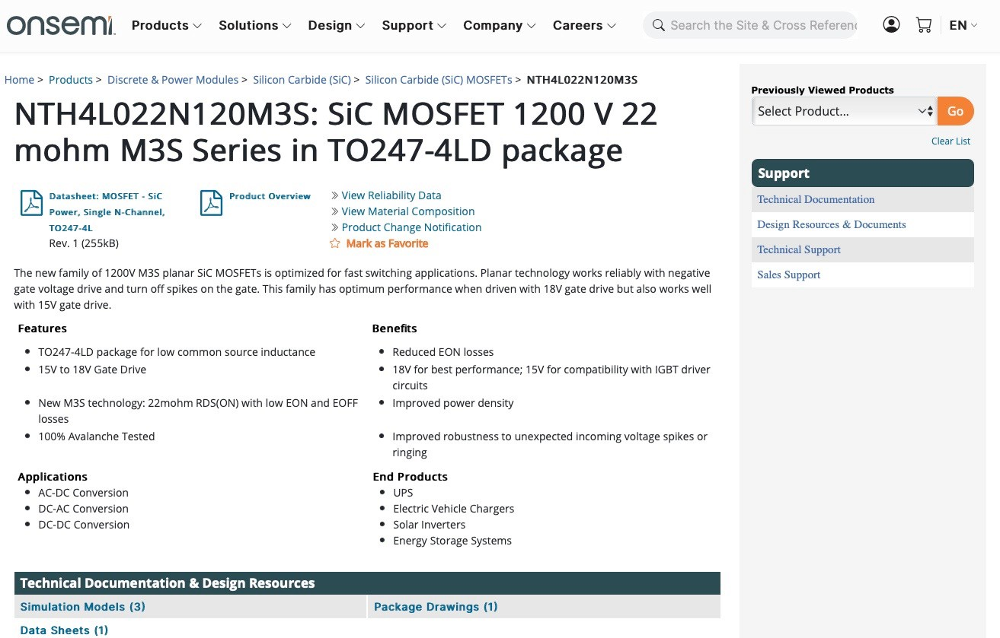 onsemi
Products
Solutions
Design
Support
Company
Careers
Search the Site & Cross Referenc
EN
Home > Products > Discrete & Power Modules > Silicon Carbide (SiC) > Silicon Carbide (SiC) MOSFETs > NTH4L022N120M3S
NTH4L022N120M3S: SiC MOSFET 1200 V 22
mohm M3S Series in TO247-4LD package
Datasheet: MOSFET - SiC
Power, Single N-Channel,
TO247-4L
Rev. 1 (255kB)
Product Overview
View Reliability Data
View Material Composition
Product Change Notification
Mark as Favorite
The new family of 1200V M3S planar SiC MOSFETs is optimized for fast switching applications. Planar technology works reliably with negative
gate voltage drive and turn off spikes on the gate. This family has optimum performance when driven with 18V gate drive but also works well
with 15V gate drive.
Features
TO247-4LD package for low common source inductance
15V to 18V Gate Drive
New M3S technology: 22mohm RDS(ON) with low EON and EOFF
losses
100% Avalanche Tested
Benefits
Reduced EON losses
18V for best performance; 15V for compatibility with IGBT driver
circuits
Improved power density
Improved robustness to unexpected incoming voltage spikes or
ringing
Applications
AC-DC Conversion
DC-AC Conversion
DC-DC Conversion
End Products
UPS
Electric Vehicle Chargers
Solar Inverters
Energy Storage Systems
Technical Documentation & Design Resources
Simulation Models (3)
Package Drawings (1)
Data Sheets (1)
Previously Viewed Products
Select Product...
Go
Clear List
Support
Technical Documentation
Design Resources & Documents
Technical Support
Sales Support